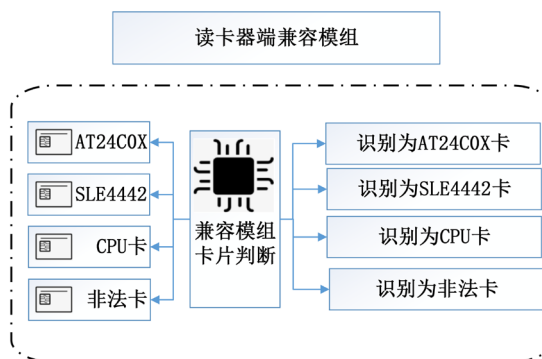 读卡器端兼容模组
AT24C0X
SLE4442
CPU卡
非法卡
兼容模组
卡片判断
识别为AT24C0X卡
识别为SLE4442卡
识别为CPU卡
识别为非法卡